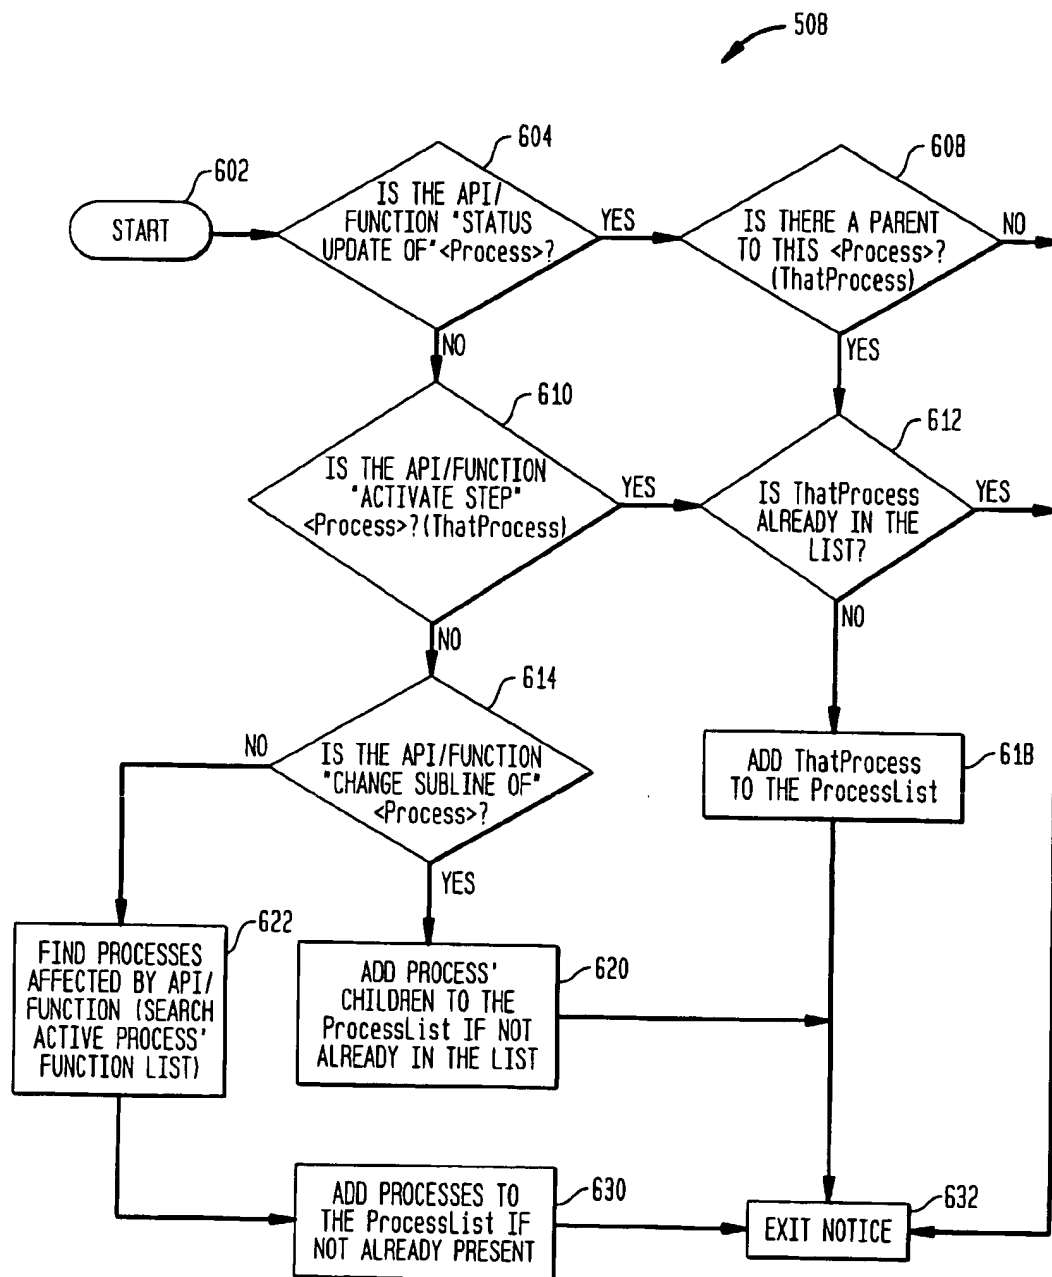 508
602
START
604
IS THE API/
FUNCTION "STATUS
UPDATE OF" <Process>?
YES
NO
608
IS THERE A PARENT
TO THIS <Process>?
(ThatProcess)
NO
YES
610
IS THE API/FUNCTION
"ACTIVATE STEP"
<Process>?(ThatProcess)
YES
NO
612
IS ThatProcess
ALREADY IN THE
LIST?
YES
NO
614
IS THE API/FUNCTION
"CHANGE SUBLINE OF"
<Process>?
NO
YES
618
ADD ThatProcess
TO THE ProcessList
622
FIND PROCESSES
AFFECTED BY API/
FUNCTION (SEARCH
ACTIVE PROCESS'
FUNCTION LIST)
620
ADD PROCESS'
CHILDREN TO THE
ProcessList IF NOT
ALREADY IN THE LIST
630
ADD PROCESSES TO
THE ProcessList IF
NOT ALREADY PRESENT
632
EXIT NOTICE